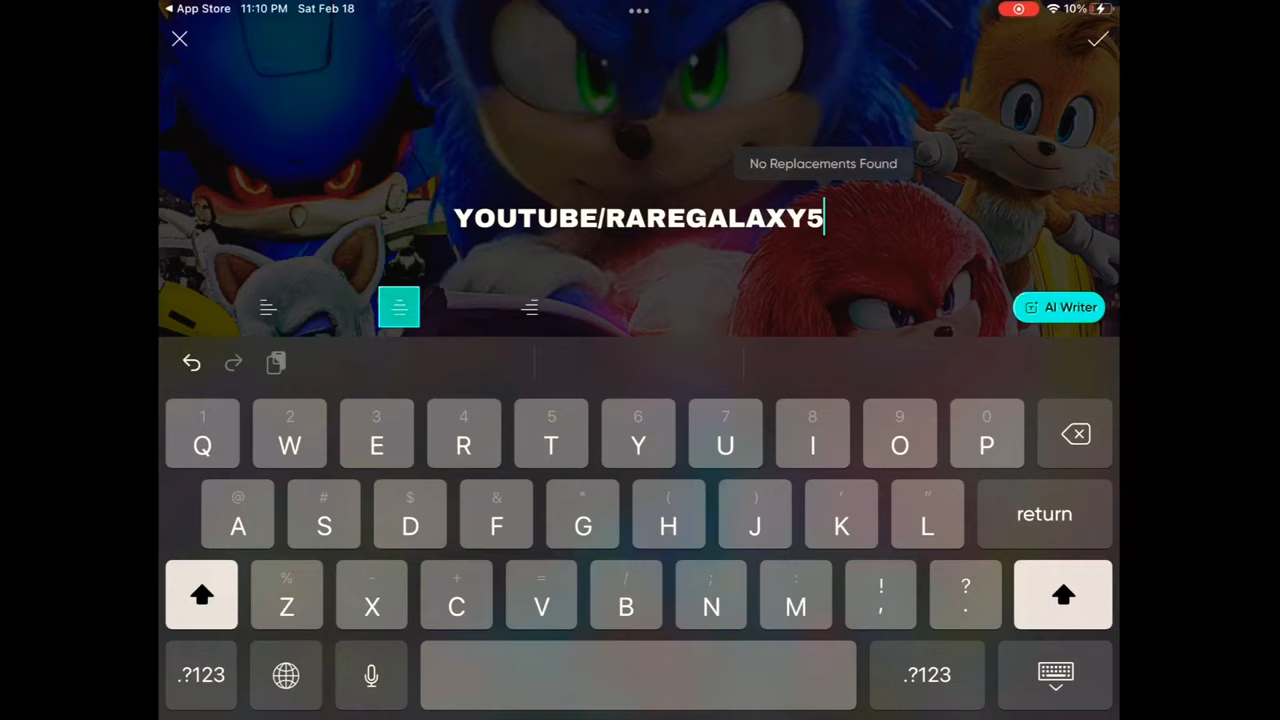 ◀ App Store 11:10 PM Sat Feb 18
10%
No Replacements Found
YOUTUBE/RAREGALAXY5
AI Writer
1 2 3 4 5 6 7 8 9 0
Q W E R T Y U I O P
@ # $ & * ( ) ' "
A S D F G H J K L return
% - + = / ; : ! ?
Z X C V B N M , .
.?123 .?123